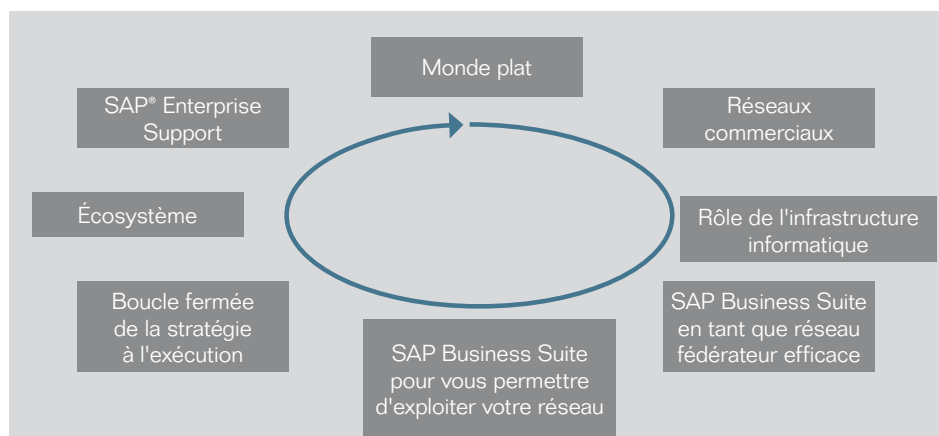 Monde plat
Réseaux
commerciaux
Rôle de l'infrastructure
informatique
SAP Business Suite
en tant que réseau
fédérateur efficace
SAP Business Suite
pour vous permettre
d'exploiter votre réseau
Boucle fermée
de la stratégie
à l'exécution
Écosystème
SAP® Enterprise
Support